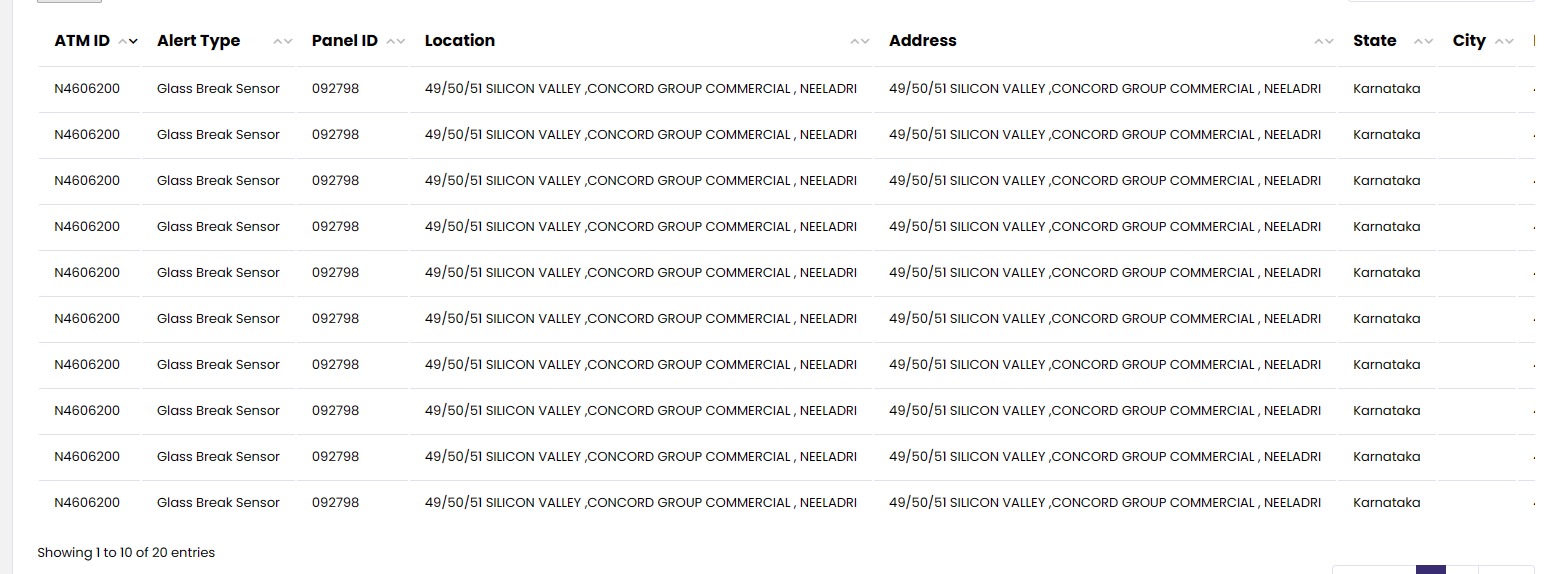 ATM ID Alert Type Panel ID Location Address State City
N4606200 Glass Break Sensor 092798 49/50/51 SILICON VALLEY ,CONCORD GROUP COMMERCIAL , NEELADRI 49/50/51 SILICON VALLEY ,CONCORD GROUP COMMERCIAL , NEELADRI Karnataka
N4606200 Glass Break Sensor 092798 49/50/51 SILICON VALLEY ,CONCORD GROUP COMMERCIAL , NEELADRI 49/50/51 SILICON VALLEY ,CONCORD GROUP COMMERCIAL , NEELADRI Karnataka
N4606200 Glass Break Sensor 092798 49/50/51 SILICON VALLEY ,CONCORD GROUP COMMERCIAL , NEELADRI 49/50/51 SILICON VALLEY ,CONCORD GROUP COMMERCIAL , NEELADRI Karnataka
N4606200 Glass Break Sensor 092798 49/50/51 SILICON VALLEY ,CONCORD GROUP COMMERCIAL , NEELADRI 49/50/51 SILICON VALLEY ,CONCORD GROUP COMMERCIAL , NEELADRI Karnataka
N4606200 Glass Break Sensor 092798 49/50/51 SILICON VALLEY ,CONCORD GROUP COMMERCIAL , NEELADRI 49/50/51 SILICON VALLEY ,CONCORD GROUP COMMERCIAL , NEELADRI Karnataka
N4606200 Glass Break Sensor 092798 49/50/51 SILICON VALLEY ,CONCORD GROUP COMMERCIAL , NEELADRI 49/50/51 SILICON VALLEY ,CONCORD GROUP COMMERCIAL , NEELADRI Karnataka
N4606200 Glass Break Sensor 092798 49/50/51 SILICON VALLEY ,CONCORD GROUP COMMERCIAL , NEELADRI 49/50/51 SILICON VALLEY ,CONCORD GROUP COMMERCIAL , NEELADRI Karnataka
N4606200 Glass Break Sensor 092798 49/50/51 SILICON VALLEY ,CONCORD GROUP COMMERCIAL , NEELADRI 49/50/51 SILICON VALLEY ,CONCORD GROUP COMMERCIAL , NEELADRI Karnataka
N4606200 Glass Break Sensor 092798 49/50/51 SILICON VALLEY ,CONCORD GROUP COMMERCIAL , NEELADRI 49/50/51 SILICON VALLEY ,CONCORD GROUP COMMERCIAL , NEELADRI Karnataka
N4606200 Glass Break Sensor 092798 49/50/51 SILICON VALLEY ,CONCORD GROUP COMMERCIAL , NEELADRI 49/50/51 SILICON VALLEY ,CONCORD GROUP COMMERCIAL , NEELADRI Karnataka
Showing 1 to 10 of 20 entries